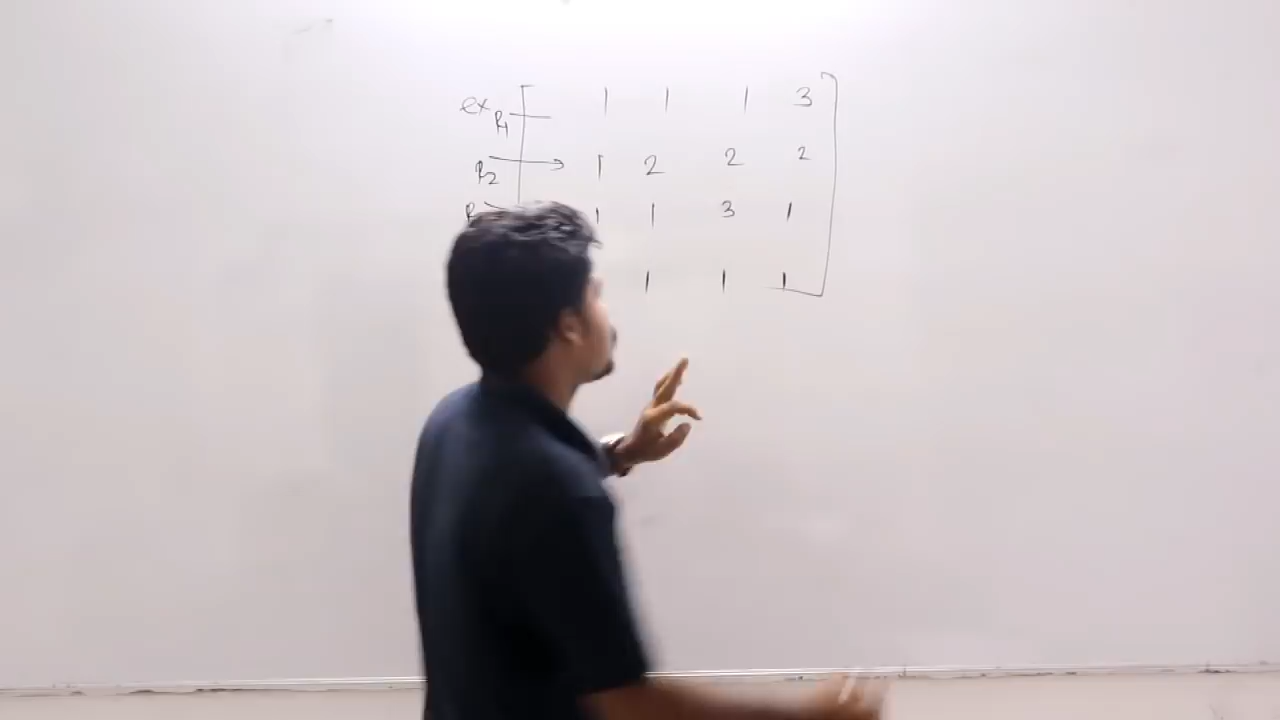 ex
R1 1 1 1 3
R2 → 1 2 2 2
1 1 3 1
1 1 1